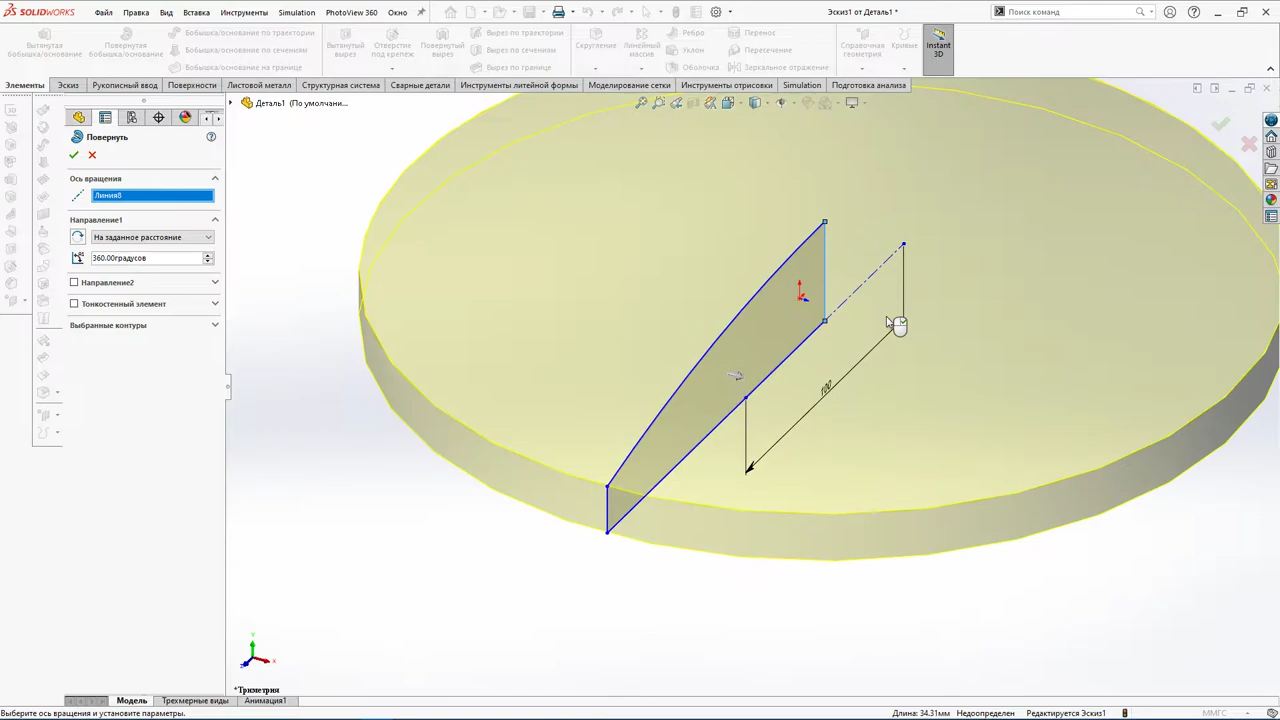 SOLIDWORKS
Файл Правка Вид Вставка Инструменты Simulation PhotoView 360 Окно
Эскиз1 от Деталь1 *
Поиск команд
Вытянутая бобышка/основание
Повернутая бобышка/основание
Бобышка/основание по траектории
Бобышка/основание по сечениям
Бобышка/основание на границе
Вытянутый вырез
Отверстие под крепеж
Повернутый вырез
Вырез по траектории
Вырез по сечениям
Вырез по границе
Скругление
Линейный массив
Ребро
Уклон
Оболочка
Перенос
Пересечение
Зеркальное отражение
Справочная геометрия
Кривые
Instant 3D
Элементы Эскиз Рукописный ввод Поверхности Листовой металл Структурная система Сварные детали Инструменты литейной формы Моделирование сетки Инструменты отрисовки Simulation Подготовка анализа
Деталь1 (По умолчани...
Повернуть
Ось вращения
Линия8
Направление1
На заданное расстояние
360.00градусов
Направление2
Тонкостенный элемент
Выбранные контуры
100
Y
X
Z
*Триметрия
Модель Трехмерные виды Анимация1
Выберите ось вращения и установите параметры.
Длина: 34.31мм Недоопределен Редактируется Эскиз1 ММГС